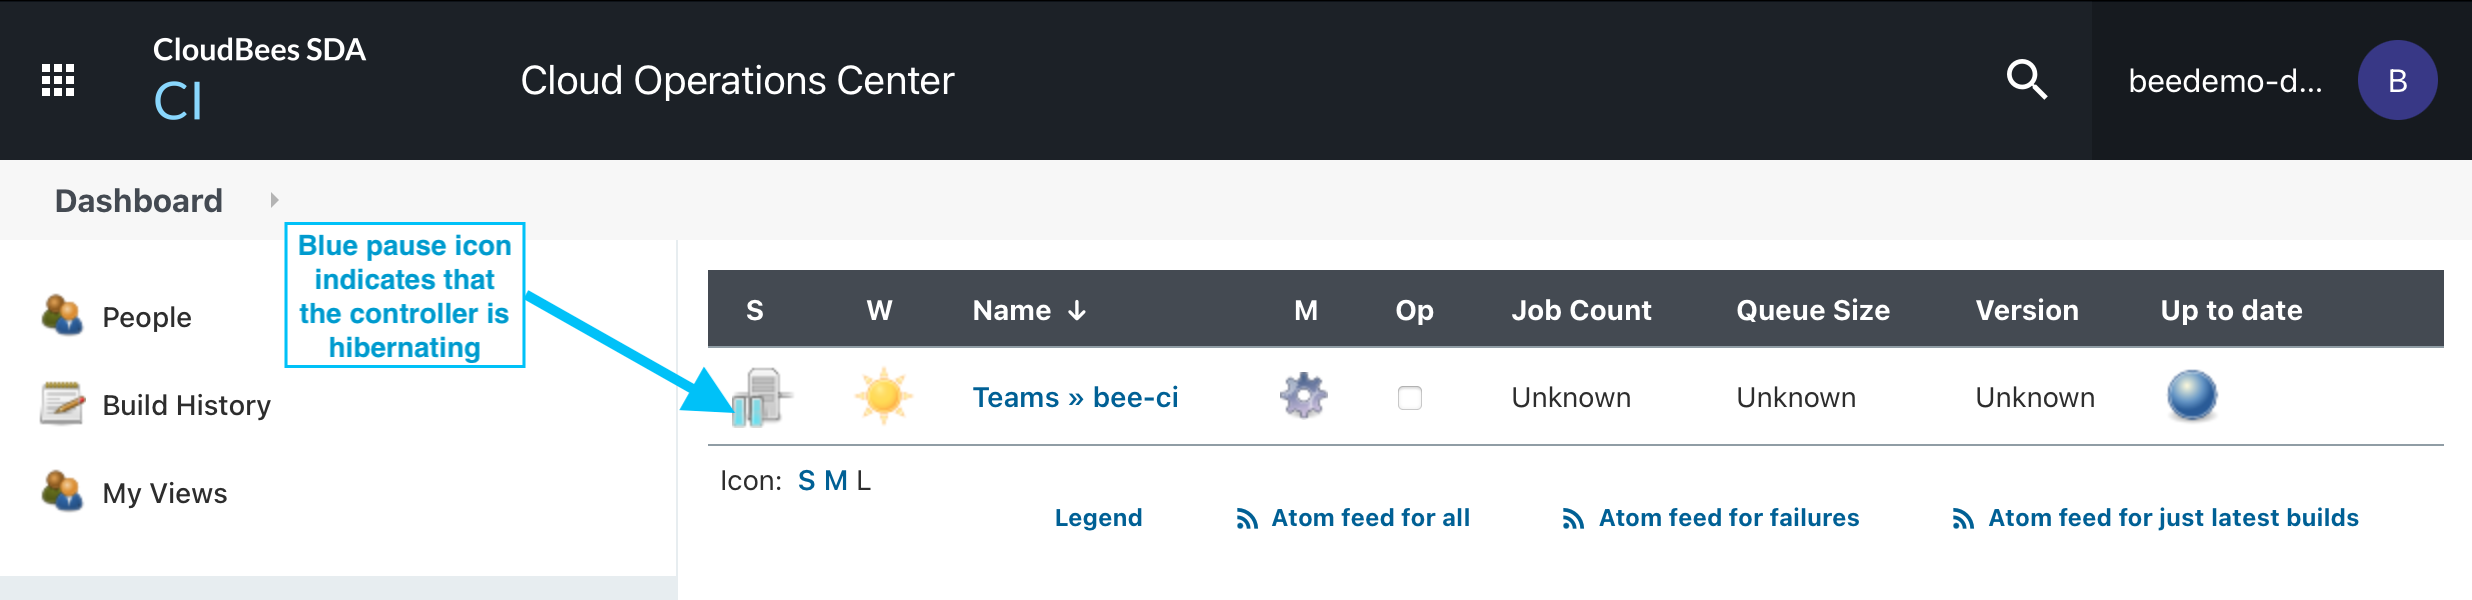 CloudBees SDA
CI
Cloud Operations Center
beedemo-d...
B
Dashboard
Blue pause icon
indicates that
the controller is
hibernating
People
Build History
My Views
S W Name ↓ M Op Job Count Queue Size Version Up to date
Teams » bee-ci Unknown Unknown Unknown
Icon: S M L
Legend Atom feed for all Atom feed for failures Atom feed for just latest builds